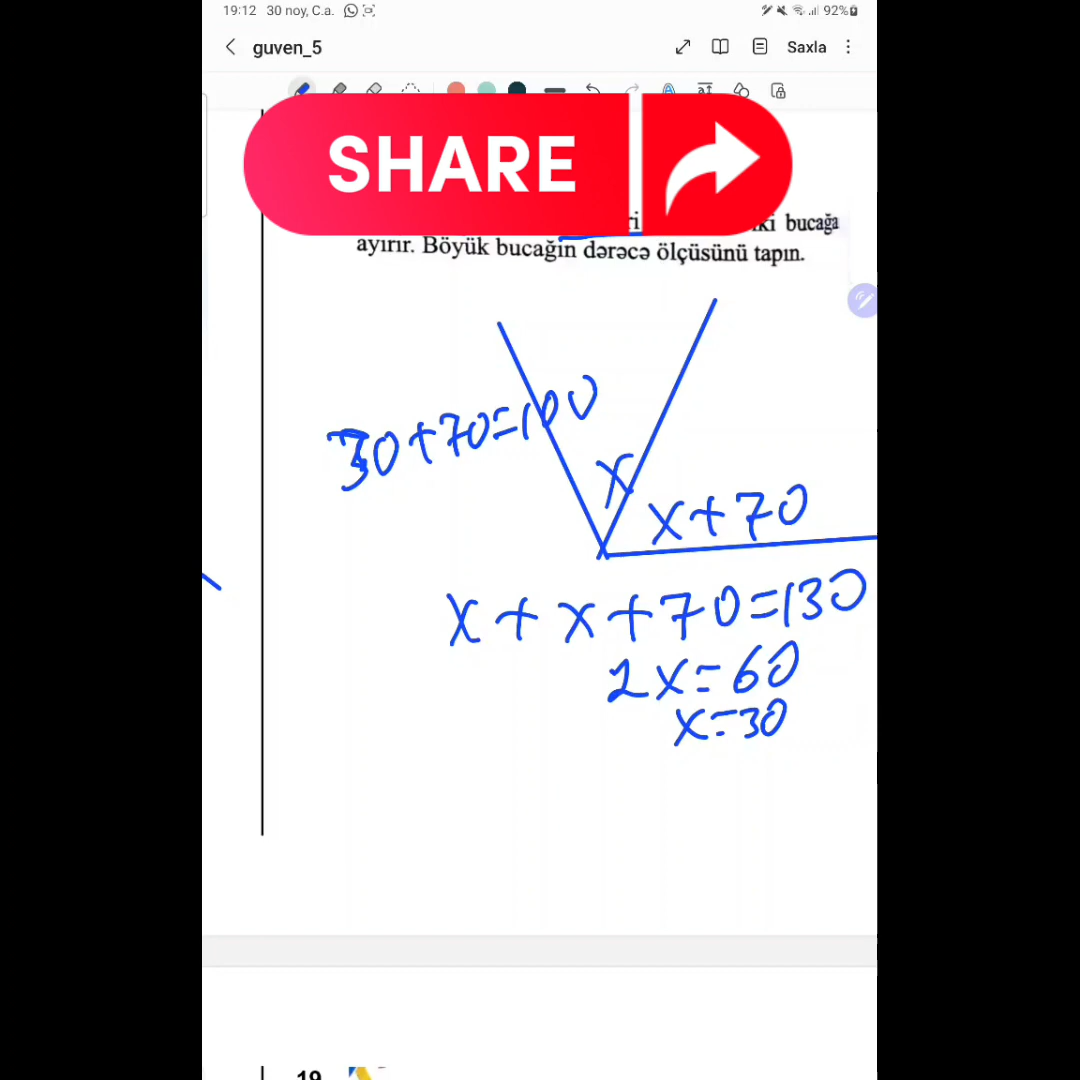 19:12 30 noy, C.a. 92%
guven_5 Saxla
SHARE
bucağa
ayırır. Böyük bucağin dərəcə ölçüsünü tapın.
30+70=100
x
x+70
x+x+70=130
2x=60
x=30
19